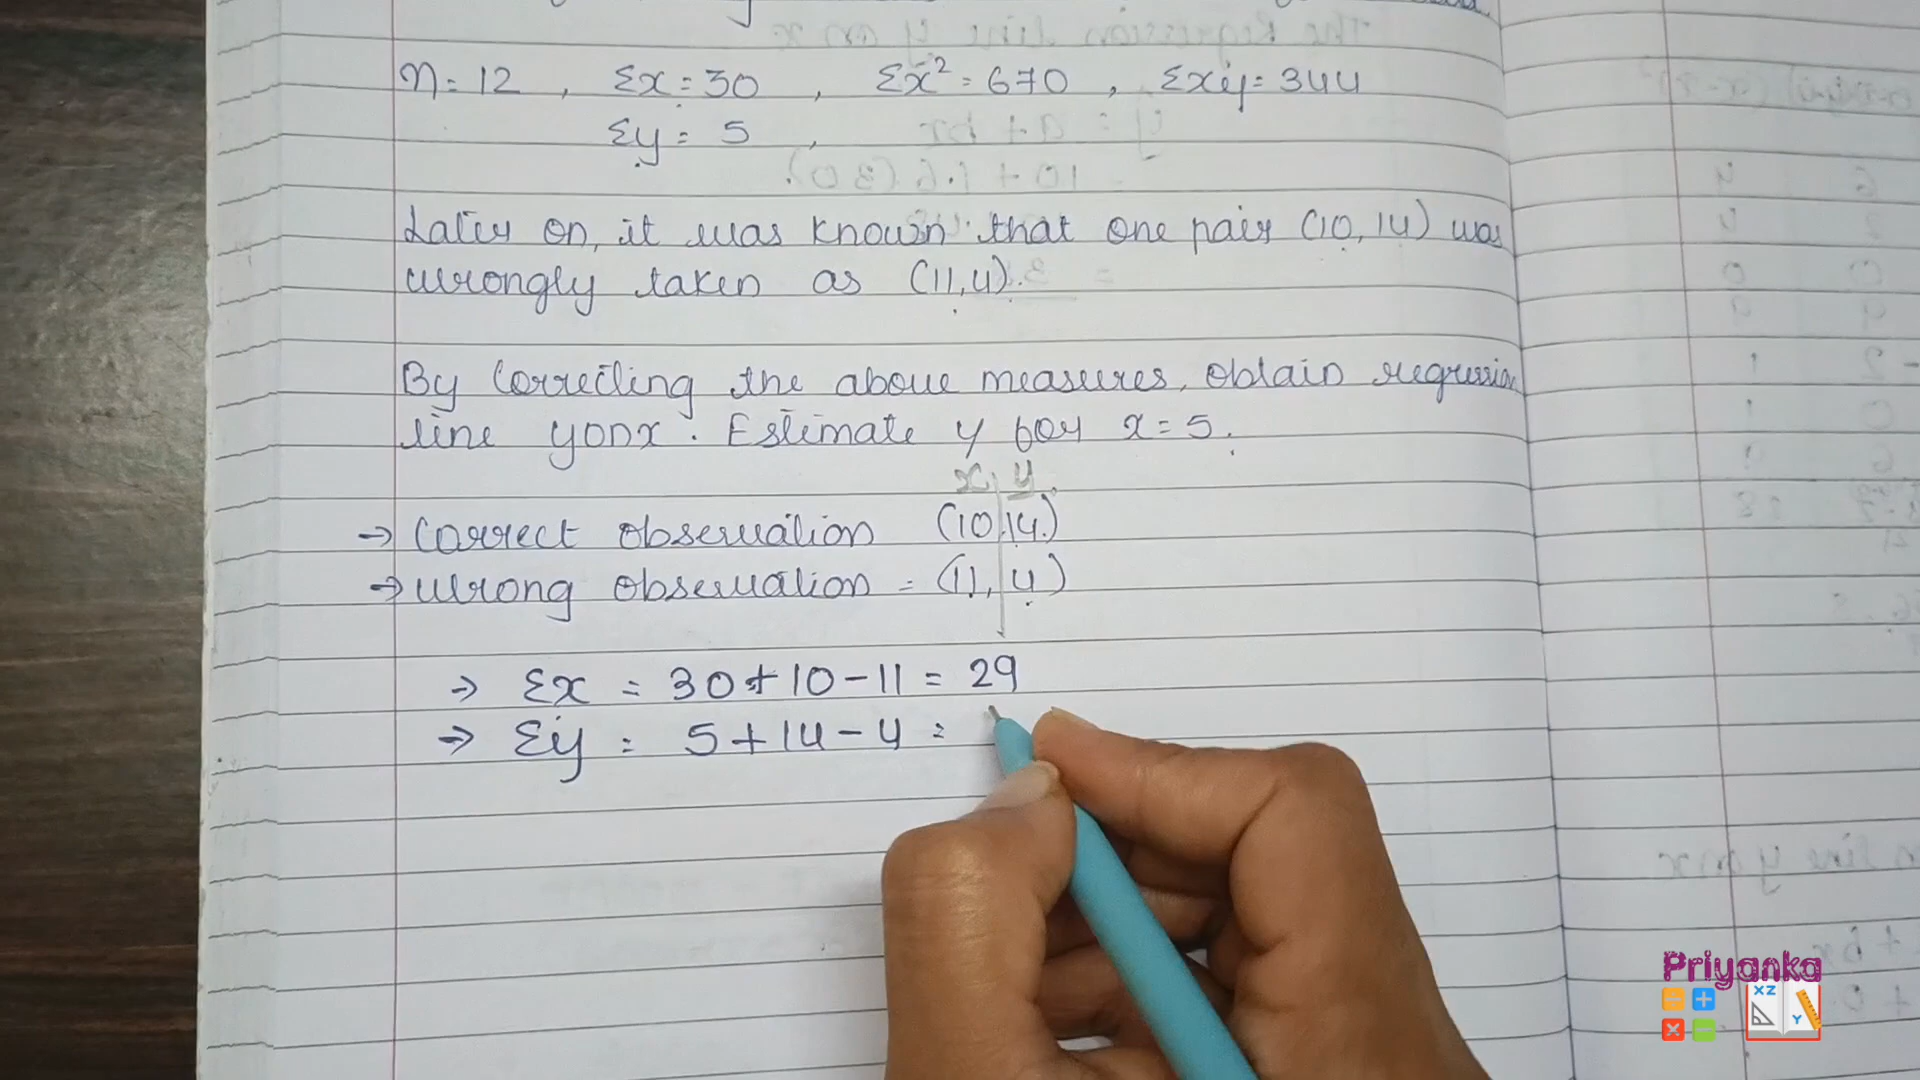 n = 12 , Σx = 30 , Σx² = 670 , Σxy = 344
Σy = 5 ,
Later on, it was known that one pair (10, 14) was
wrongly taken as (11, 4).
By correcting the above measures, obtain regression
line y on x. Estimate y for x = 5.
x, y
→ Correct observation (10, 14)
→ Wrong observation = (11, 4)
→ Σx = 30 + 10 - 11 = 29
→ Σy = 5 + 14 - 4 =
Priyanka
XZ
Y